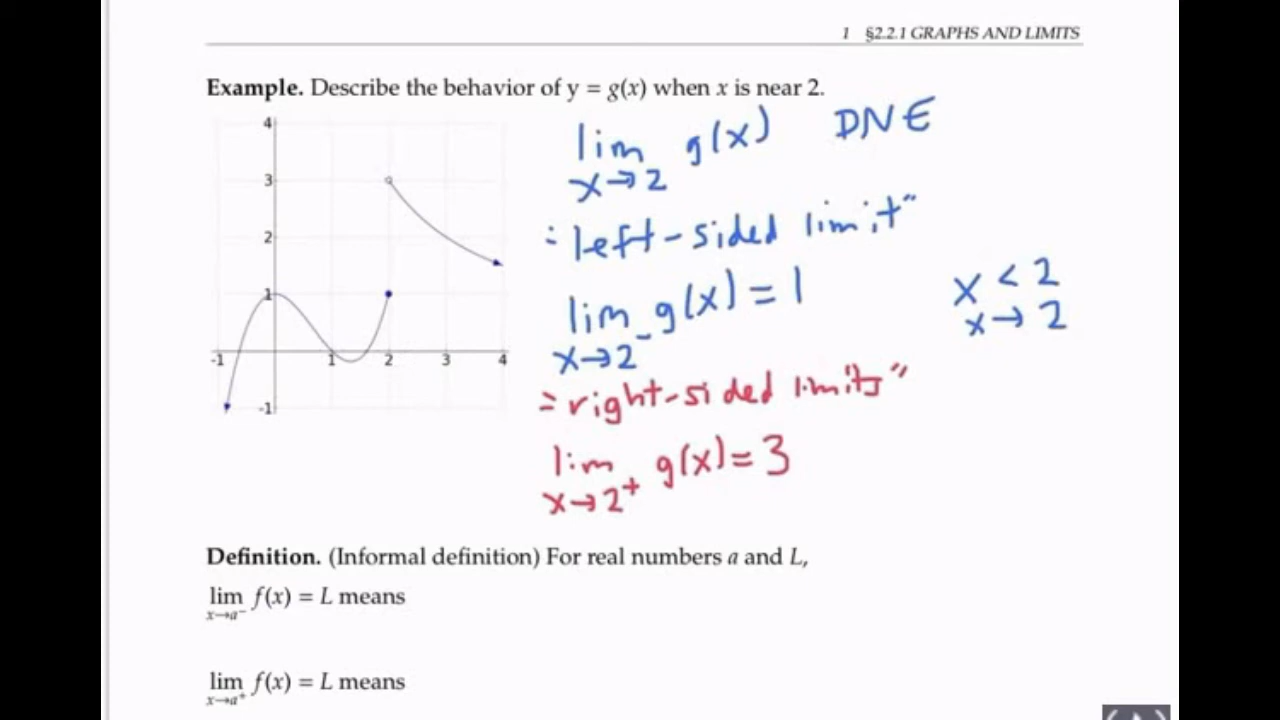 1 §2.2.1 GRAPHS AND LIMITS
Example. Describe the behavior of y = g(x) when x is near 2.
4
3
2
1
-1
1
2
3
4
-1
lim g(x) DNE
x→2
"left-sided limit"
lim g(x) = 1
x→2⁻
x < 2
x → 2
"right-sided limits"
lim g(x) = 3
x→2⁺
Definition. (Informal definition) For real numbers a and L,
lim f(x) = L means
x→a⁻
lim f(x) = L means
x→a⁺